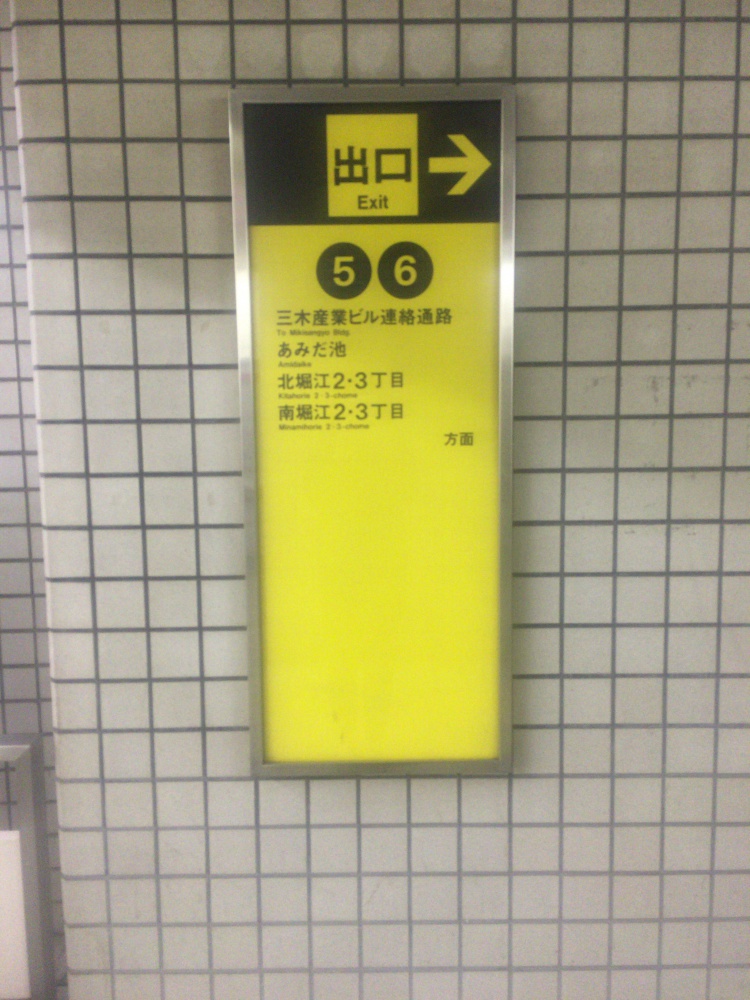 出口 →
Exit
5 6
三木産業ビル連絡通路
To Mikisangyo Bldg.
あみだ池
Amidaike
北堀江2・3丁目
Kitahorie 2・3-chome
南堀江2・3丁目
Minamihorie 2・3-chome
方面